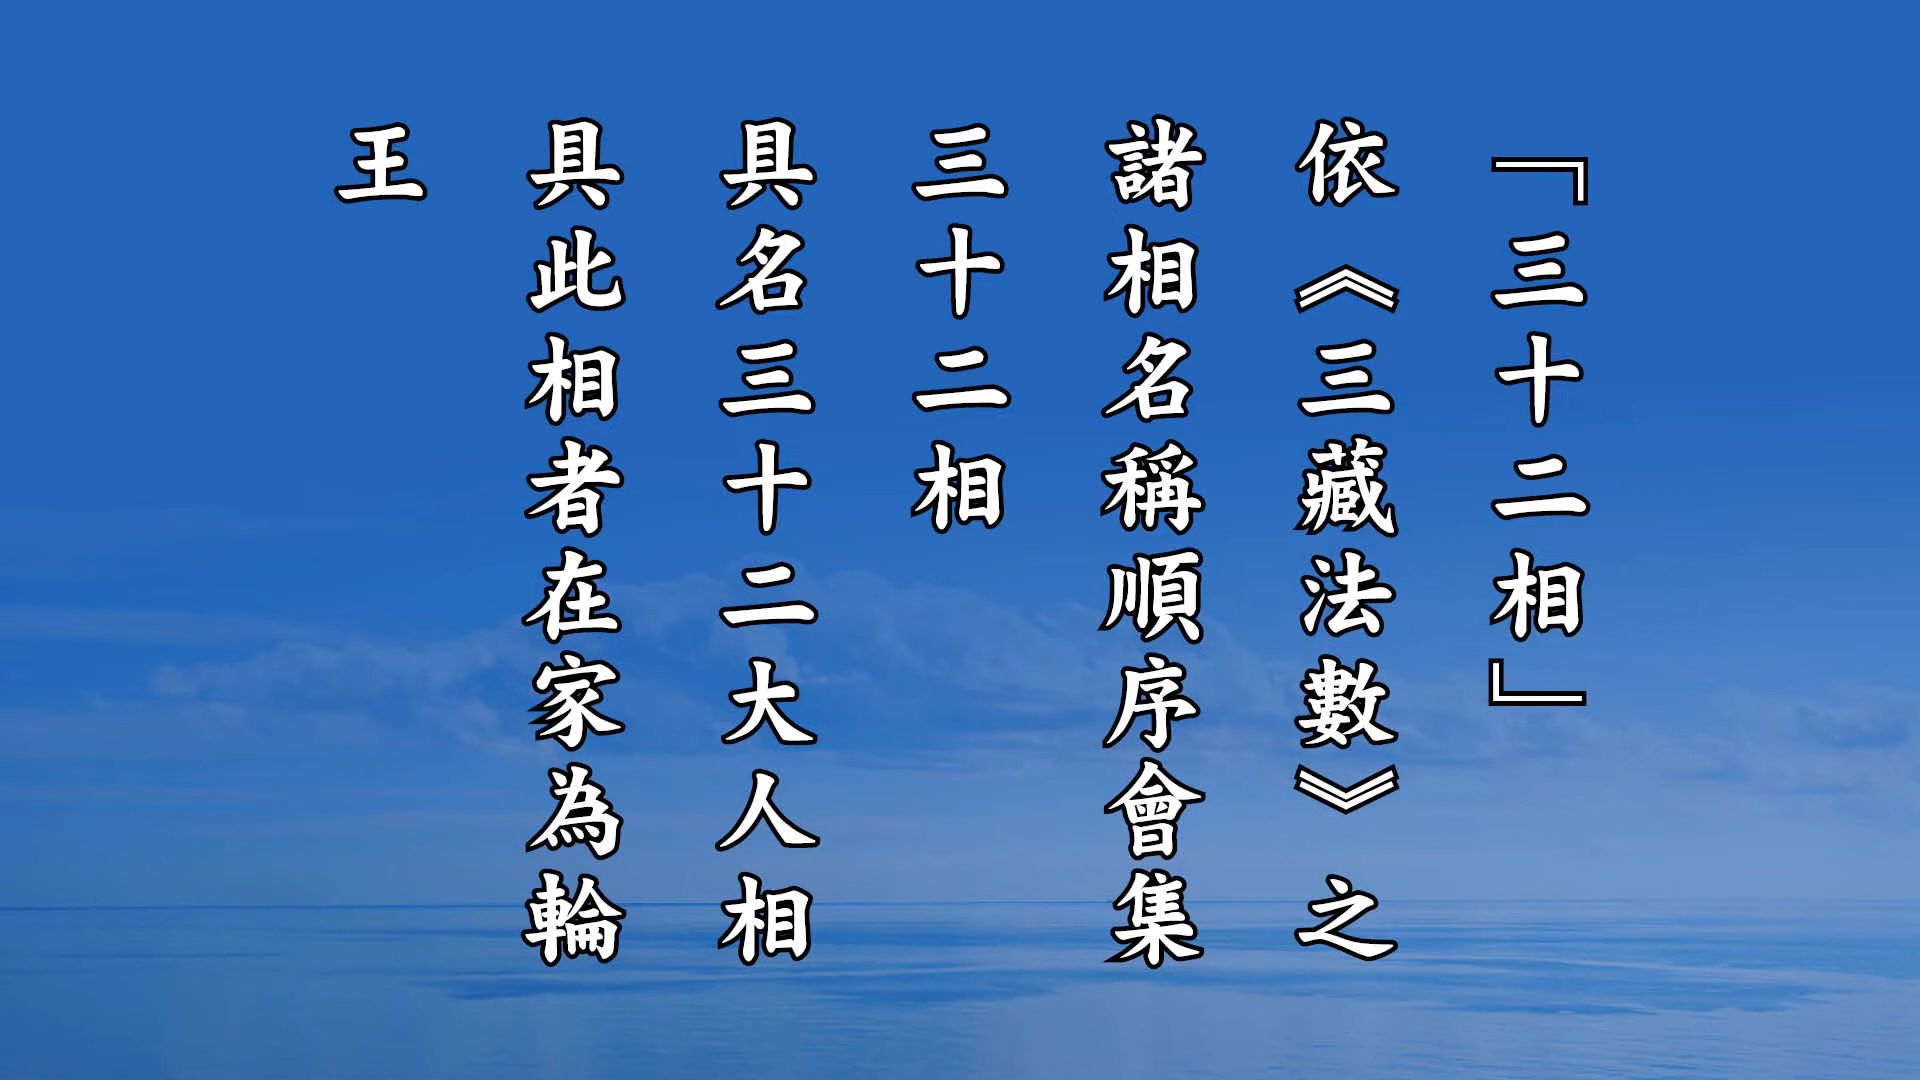 「三十二相」
依《三藏法數》之
諸相名稱順序會集
三十二相
具名三十二大人相
具此相者在家為輪
王